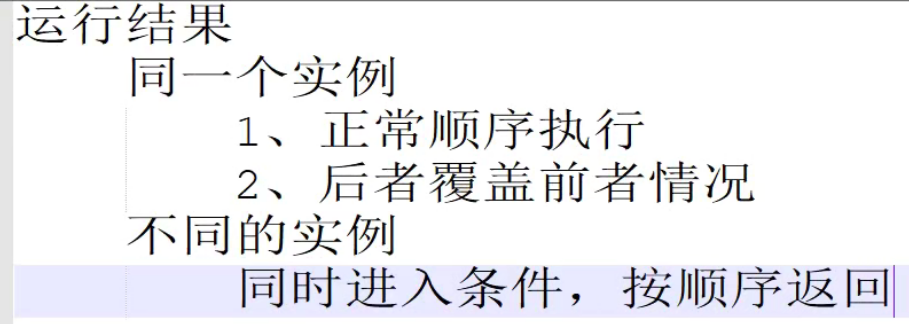 运行结果
同一个实例
1、正常顺序执行
2、后者覆盖前者情况
不同的实例
同时进入条件，按顺序返回